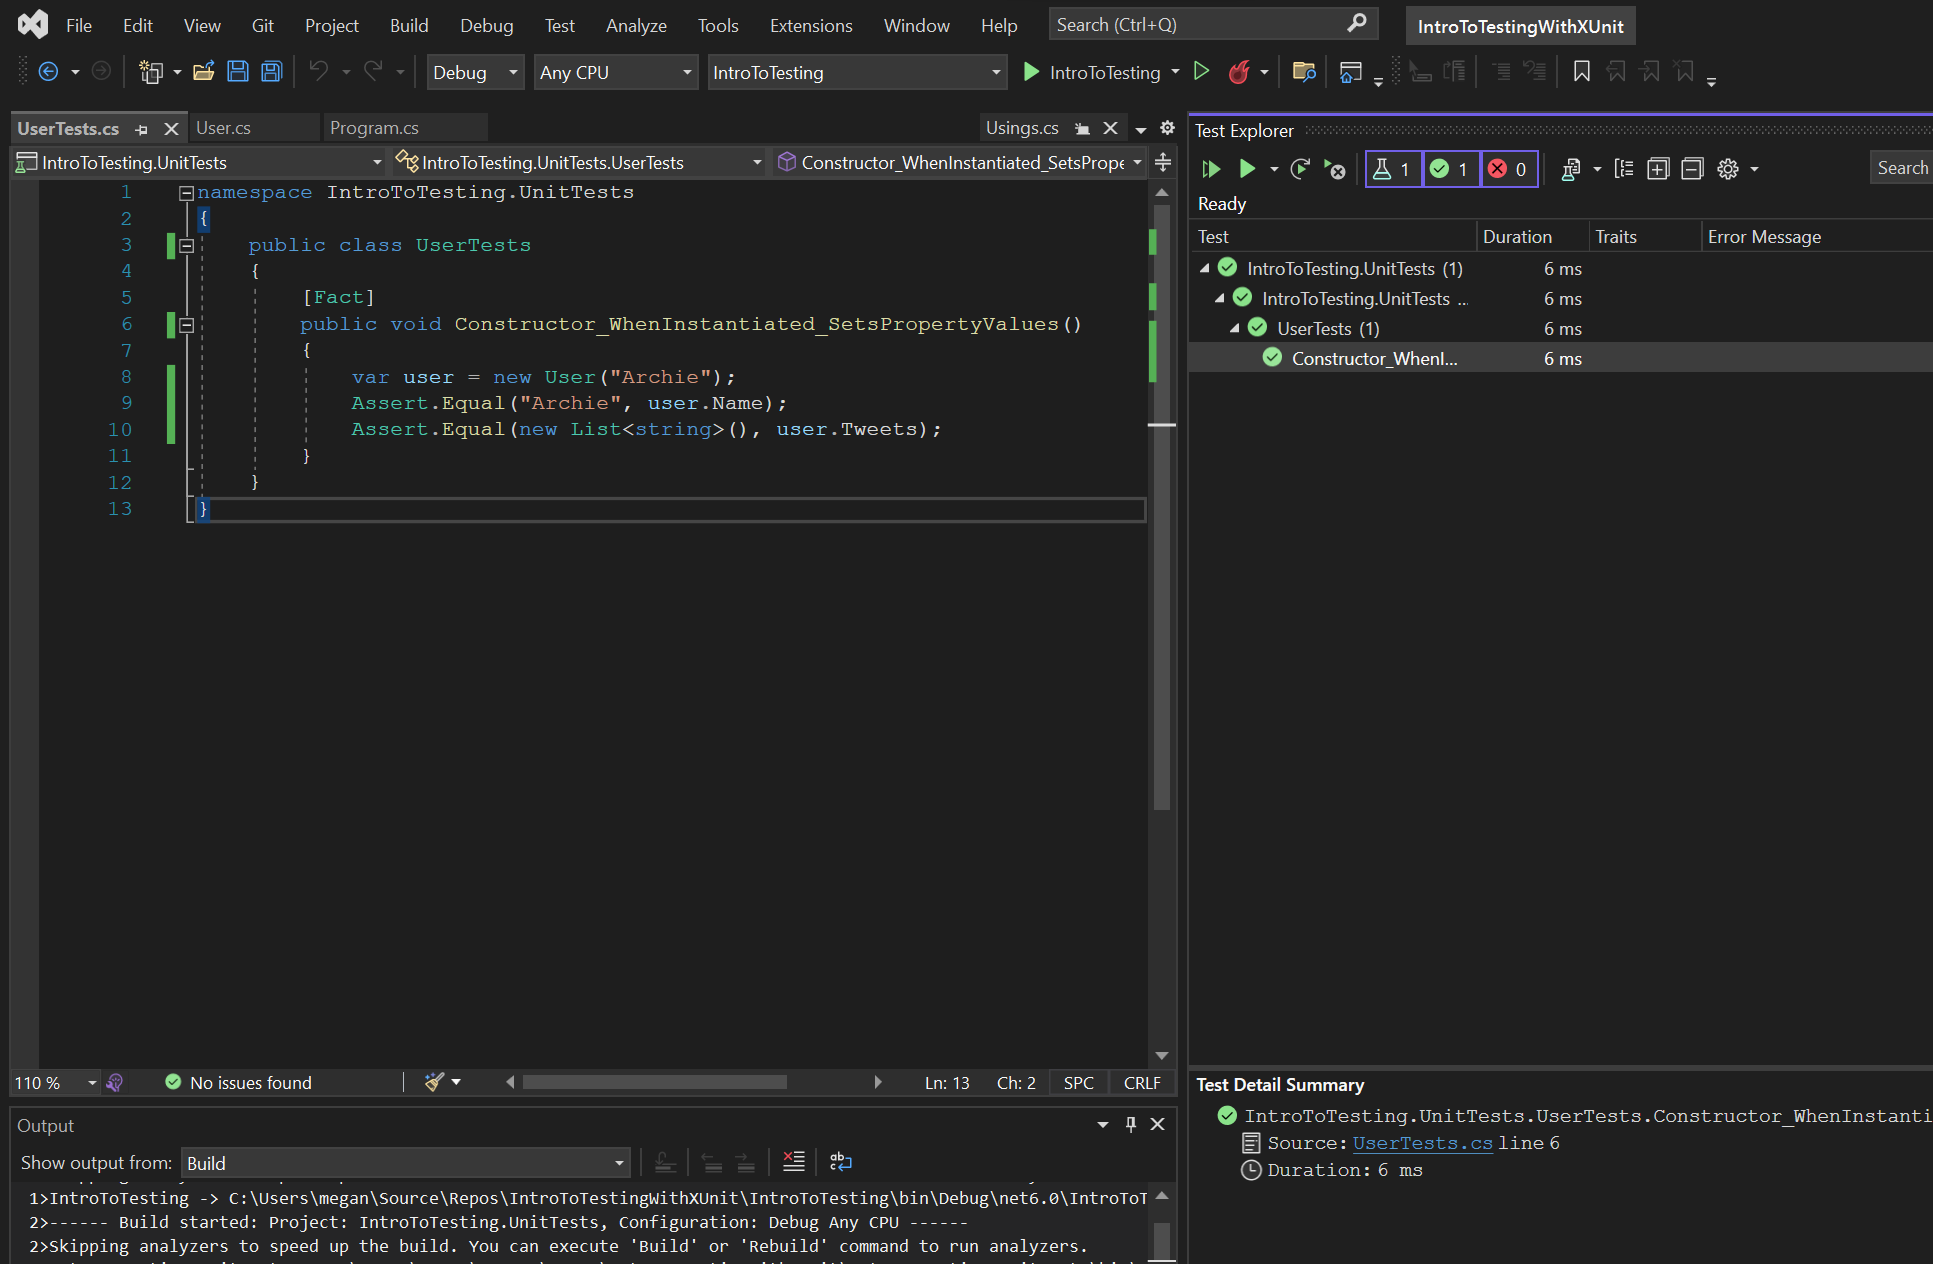 File Edit View Git Project Build Debug Test Analyze Tools Extensions Window Help Search (Ctrl+Q) IntroToTestingWithXUnit
Debug Any CPU IntroToTesting IntroToTesting
UserTests.cs User.cs Program.cs Usings.cs
IntroToTesting.UnitTests IntroToTesting.UnitTests.UserTests Constructor_WhenInstantiated_SetsPrope
1 namespace IntroToTesting.UnitTests
2 {
3 public class UserTests
4 {
5 [Fact]
6 public void Constructor_WhenInstantiated_SetsPropertyValues()
7 {
8 var user = new User("Archie");
9 Assert.Equal("Archie", user.Name);
10 Assert.Equal(new List<string>(), user.Tweets);
11 }
12 }
13 }
110 % No issues found Ln: 13 Ch: 2 SPC CRLF
Output
Show output from: Build
1>IntroToTesting -> C:\Users\megan\Source\Repos\IntroToTestingWithXUnit\IntroToTesting\bin\Debug\net6.0\IntroToT
2>------ Build started: Project: IntroToTesting.UnitTests, Configuration: Debug Any CPU ------
2>Skipping analyzers to speed up the build. You can execute 'Build' or 'Rebuild' command to run analyzers.
Test Explorer
1 1 0 Search
Ready
Test Duration Traits Error Message
IntroToTesting.UnitTests (1) 6 ms
IntroToTesting.UnitTests ... 6 ms
UserTests (1) 6 ms
Constructor_WhenI... 6 ms
Test Detail Summary
IntroToTesting.UnitTests.UserTests.Constructor_WhenInstanti
Source: UserTests.cs line 6
Duration: 6 ms